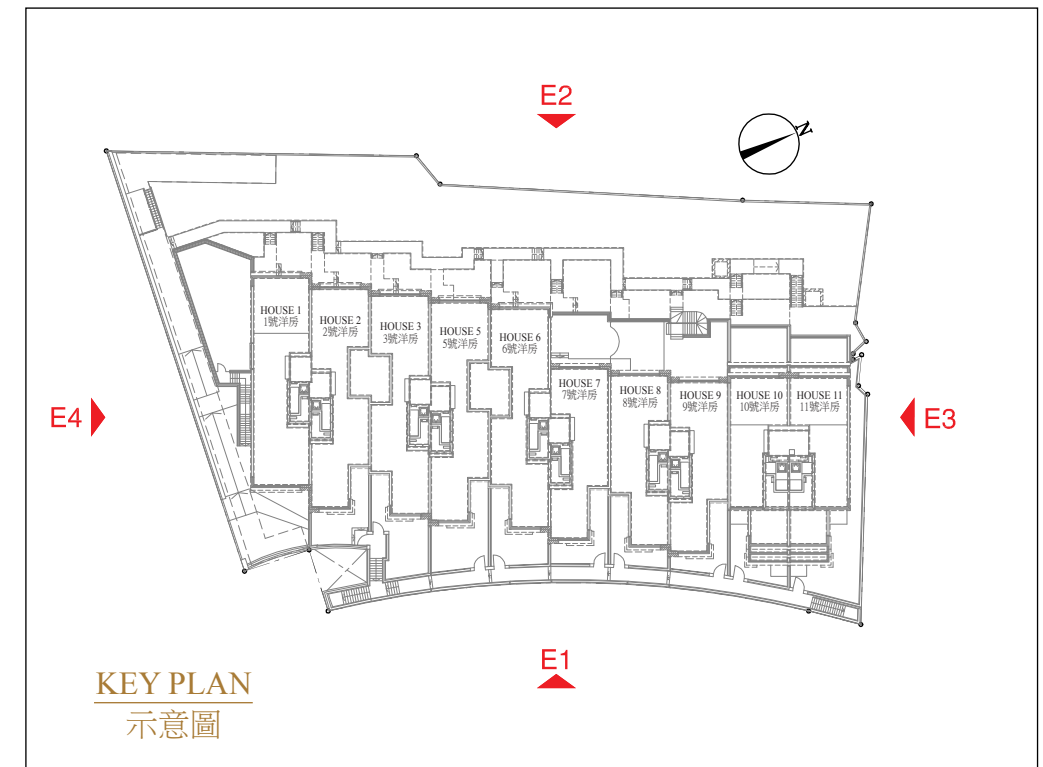 E2
N
HOUSE 1
1號洋房
HOUSE 2
2號洋房
HOUSE 3
3號洋房
HOUSE 5
5號洋房
HOUSE 6
6號洋房
HOUSE 7
7號洋房
HOUSE 8
8號洋房
HOUSE 9
9號洋房
HOUSE 10
10號洋房
HOUSE 11
11號洋房
E4
E3
E1
KEY PLAN
示意圖